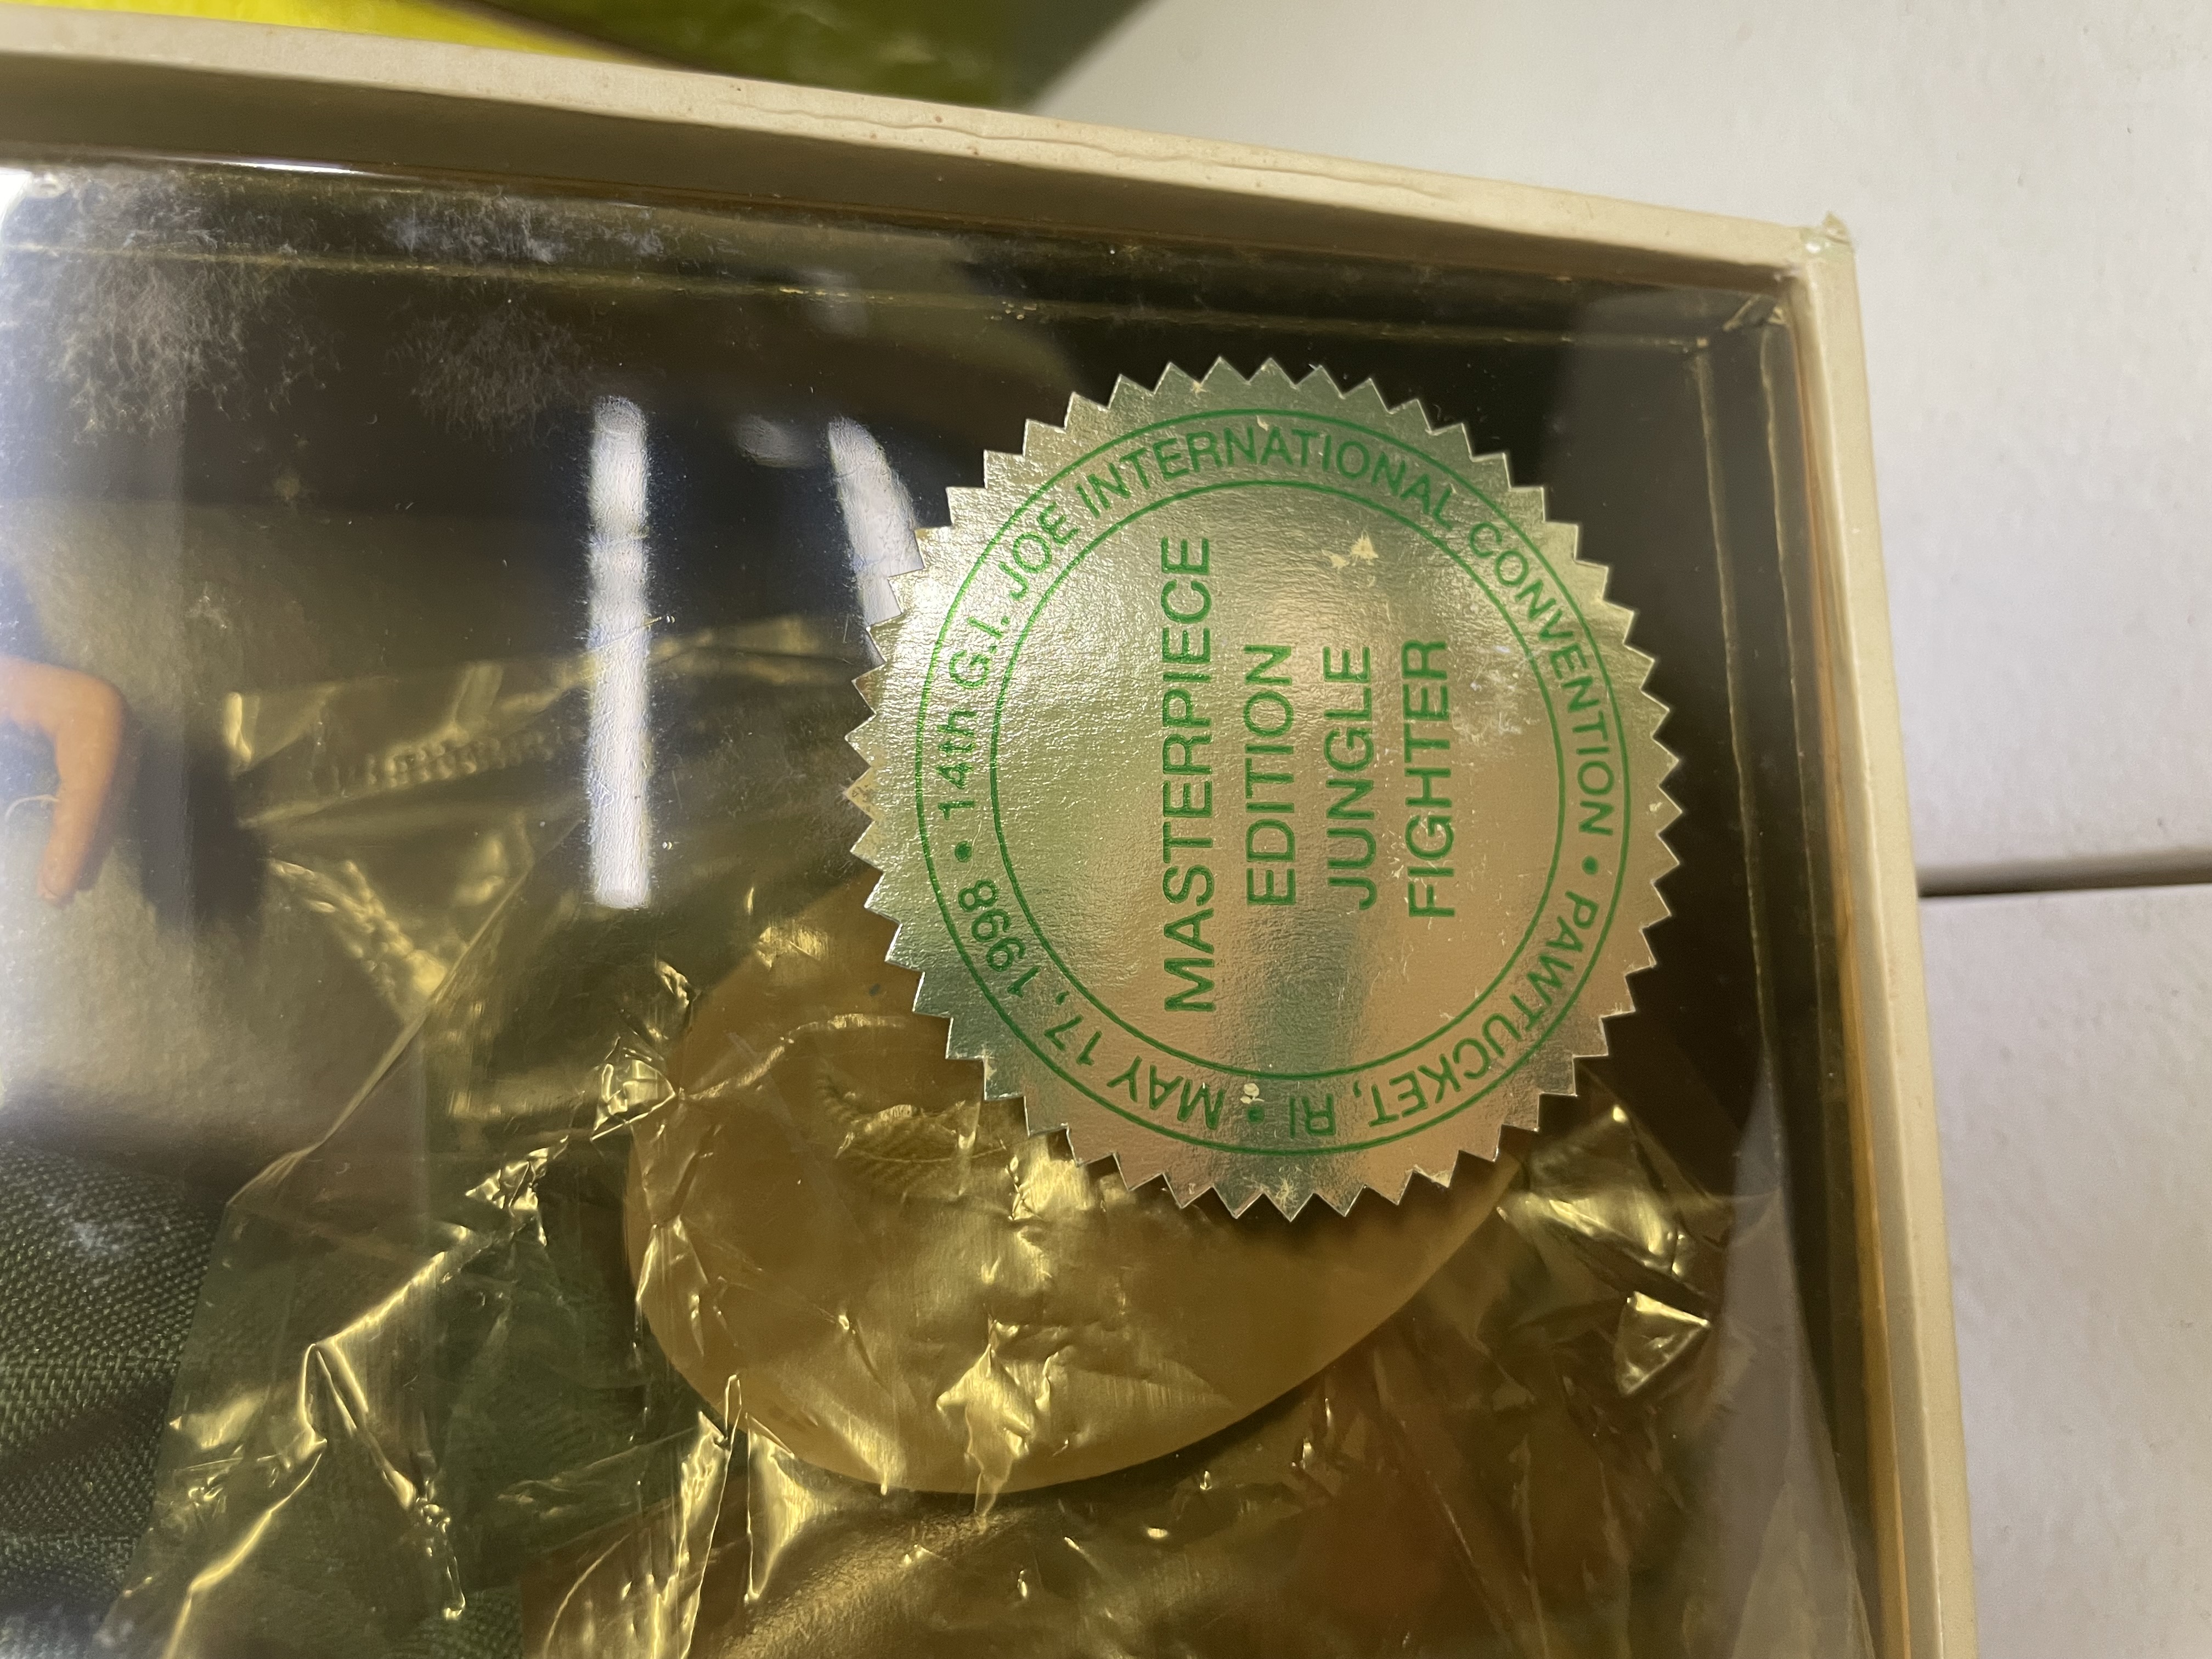 14th G.I. JOE INTERNATIONAL CONVENTION • PAWTUCKET, RI • MAY 17, 1998 •
MASTERPIECE
EDITION
JUNGLE
FIGHTER